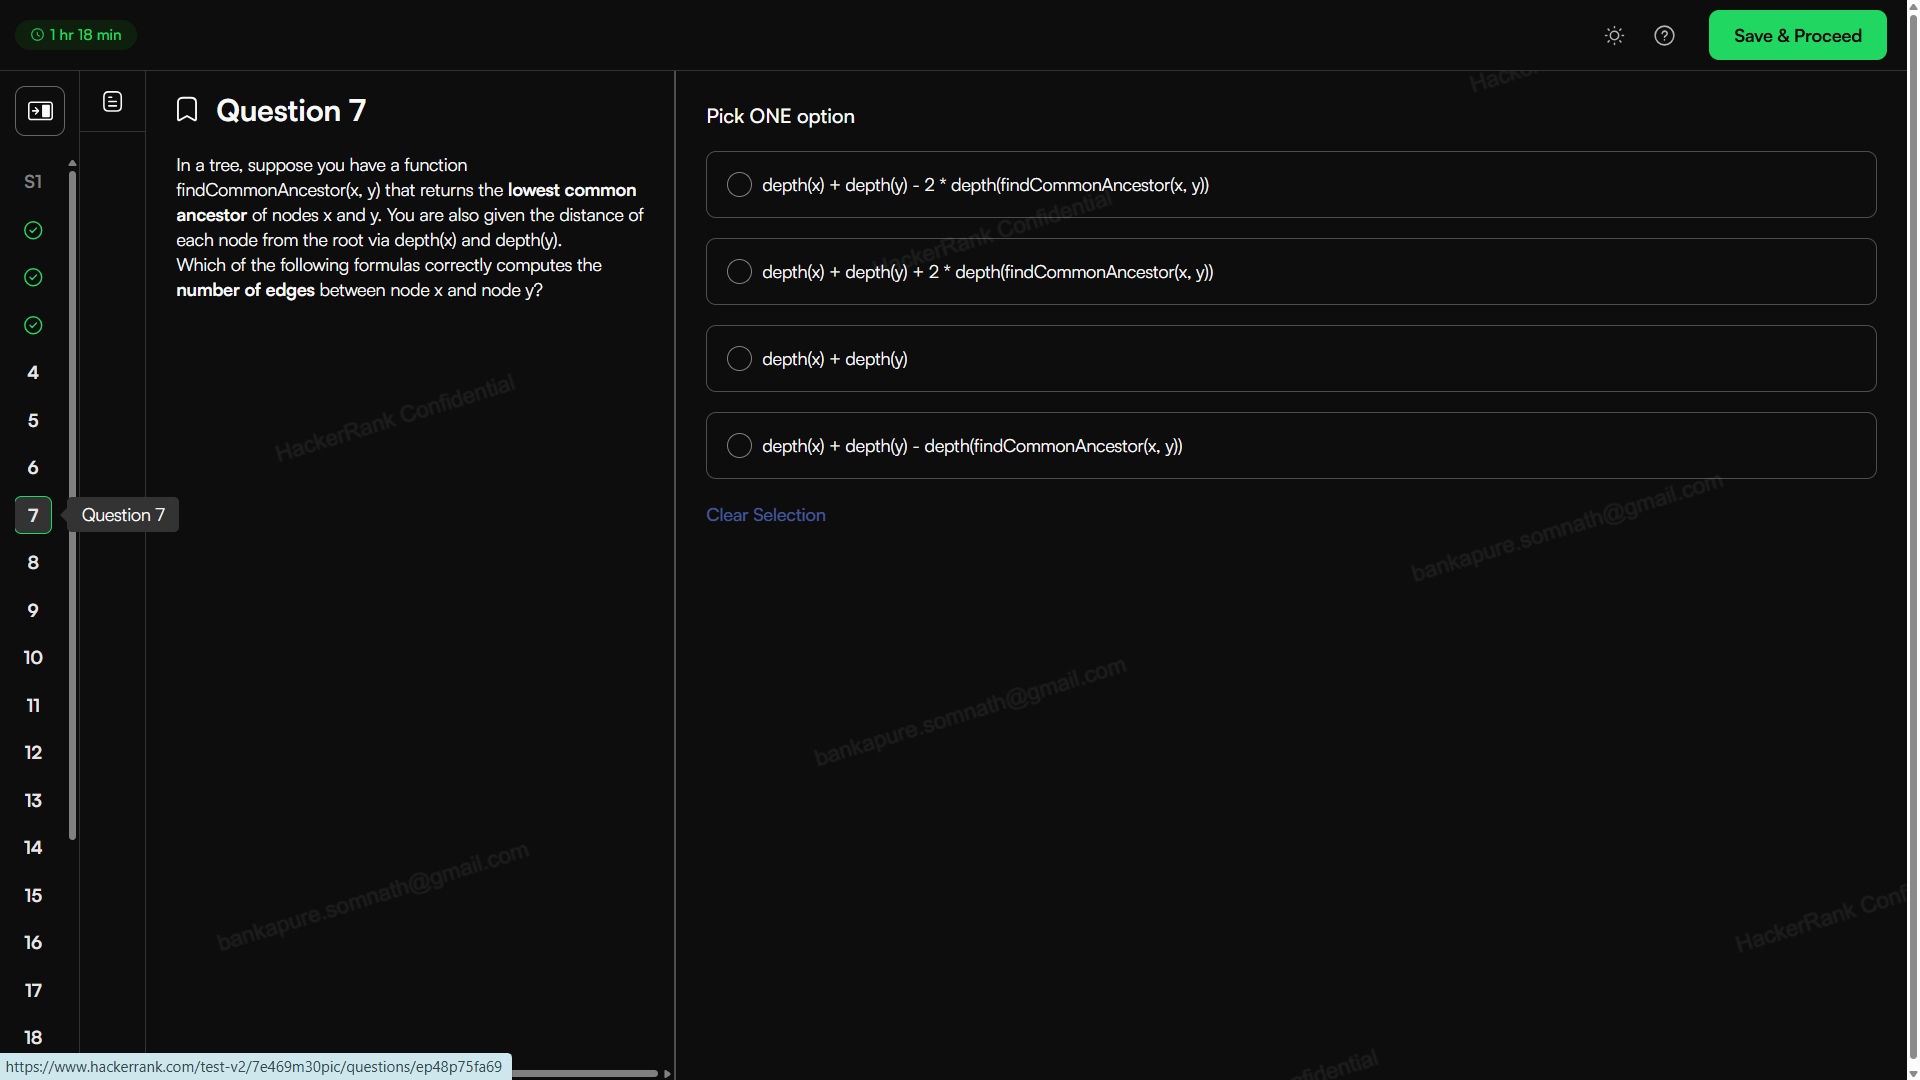 1 hr 18 min
Save & Proceed
S1
4
5
6
7
8
9
10
11
12
13
14
15
16
17
18
Question 7
Question 7
In a tree, suppose you have a function
findCommonAncestor(x, y) that returns the lowest common
ancestor of nodes x and y. You are also given the distance of
each node from the root via depth(x) and depth(y).
Which of the following formulas correctly computes the
number of edges between node x and node y?
Pick ONE option
depth(x) + depth(y) - 2 * depth(findCommonAncestor(x, y))
depth(x) + depth(y) + 2 * depth(findCommonAncestor(x, y))
depth(x) + depth(y)
depth(x) + depth(y) - depth(findCommonAncestor(x, y))
Clear Selection
HackerRank Confidential
HackerRank Confidential
bankapure.somnath@gmail.com
bankapure.somnath@gmail.com
bankapure.somnath@gmail.com
HackerRank Conf
https://www.hackerrank.com/test-v2/7e469m30pic/questions/ep48p75fa69